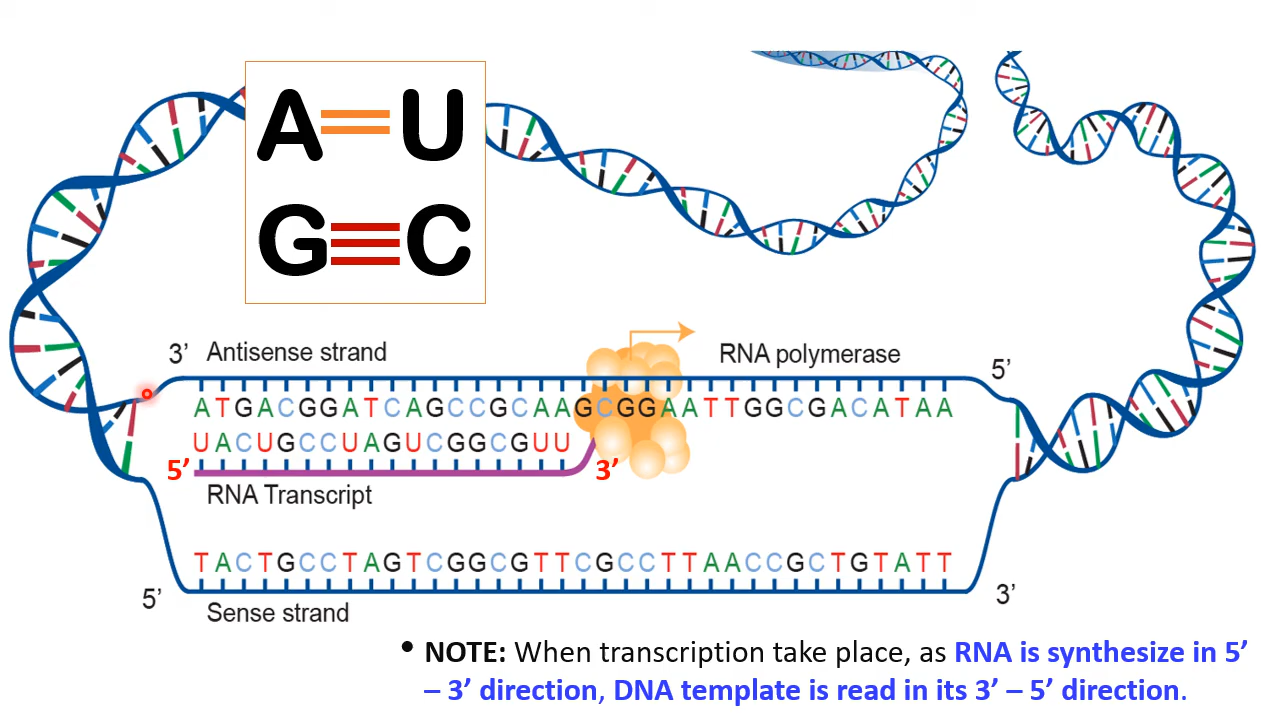 A U
G C
3’ Antisense strand RNA polymerase 5’
ATGACGGATCAGCCGCAAGCGGAATTGGCGACATAA
UACUGCCUAGUCGGCGUU
5’ 3’
RNA Transcript
TACTGCCTAGTCGGCGTTCGCCTTAACCGCTGTATT
5’ Sense strand 3’
• NOTE: When transcription take place, as RNA is synthesize in 5’
– 3’ direction, DNA template is read in its 3’ – 5’ direction.